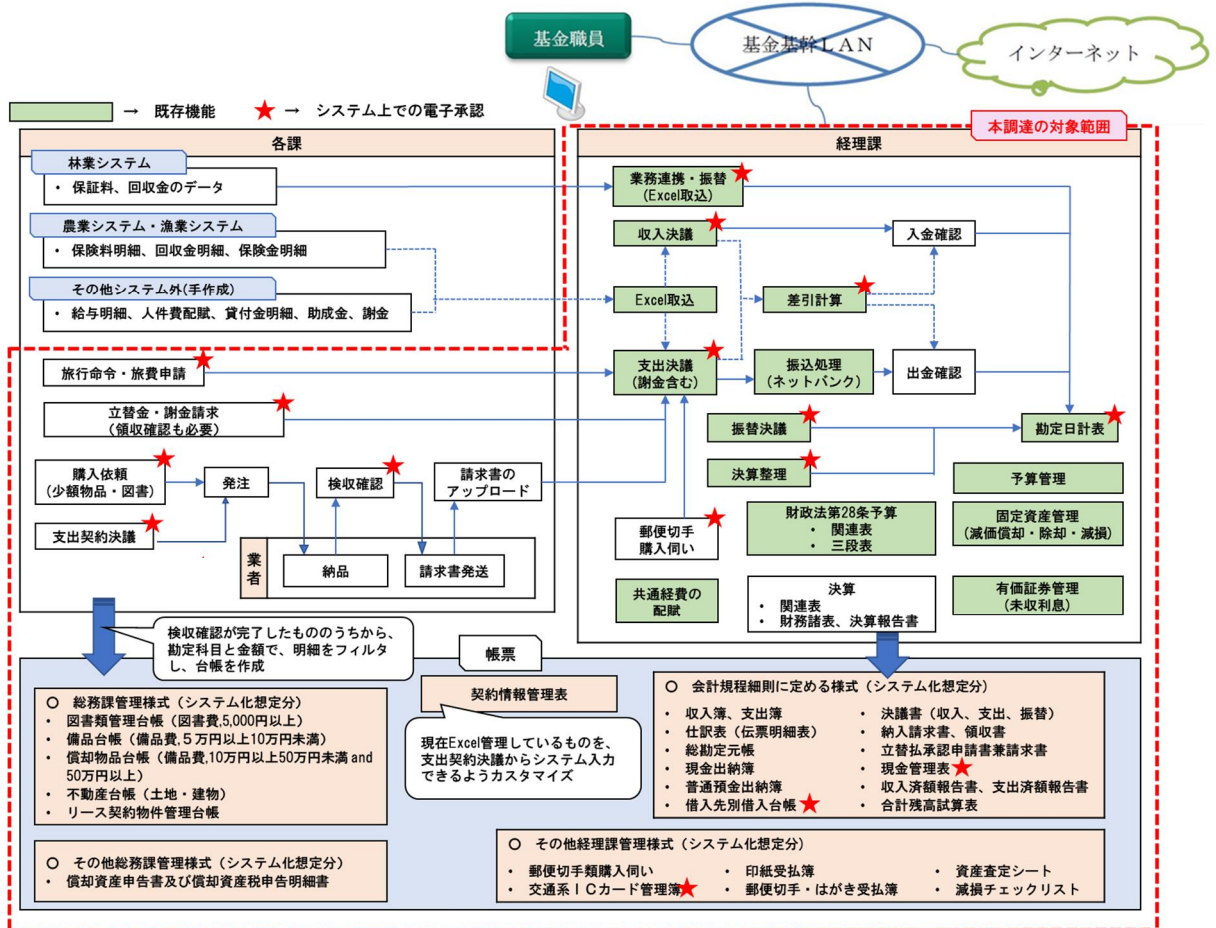 基金職員
基金基幹ＬＡＮ
インターネット
→ 既存機能
→ システム上での電子承認
本調達の対象範囲
各課
林業システム
・ 保証料、回収金のデータ
農業システム・漁業システム
・ 保険料明細、回収金明細、保険金明細
その他システム外(手作成)
・ 給与明細、人件費配賦、貸付金明細、助成金、謝金
旅行命令・旅費申請
立替金・謝金請求
（領収確認も必要）
購入依頼
（少額物品・図書）
発注
検収確認
請求書の
アップロード
支出契約決議
業者
納品
請求書発送
経理課
業務連携・振替
（Excel取込）
収入決議
入金確認
Excel取込
差引計算
支出決議
（謝金含む）
振込処理
（ネットバンク）
出金確認
振替決議
勘定日計表
決算整理
予算管理
郵便切手
購入伺い
財政法第28条予算
・ 関連表
・ 三段表
固定資産管理
（減価償却・除却・減損）
共通経費の
配賦
決算
・ 関連表
・ 財務諸表、決算報告書
有価証券管理
（未収利息）
検収確認が完了したもののうちから、
勘定科目と金額で、明細をフィルタ
し、台帳を作成
帳票
○ 総務課管理様式（システム化想定分）
・ 図書類管理台帳（図書費,5,000円以上）
・ 備品台帳（備品費,５万円以上10万円未満）
・ 償却物品台帳（備品費,10万円以上50万円未満 and
50万円以上）
・ 不動産台帳（土地・建物）
・ リース契約物件管理台帳
○ その他総務課管理様式（システム化想定分）
・ 償却資産申告書及び償却資産税申告明細書
契約情報管理表
現在Excel管理しているものを、
支出契約決議からシステム入力
できるようカスタマイズ
○ 会計規程細則に定める様式（システム化想定分）
・ 収入簿、支出簿
・ 仕訳表（伝票明細表）
・ 総勘定元帳
・ 現金出納簿
・ 普通預金出納簿
・ 借入先別借入台帳
・ 決議書（収入、支出、振替）
・ 納入請求書、領収書
・ 立替払承認申請書兼請求書
・ 現金管理表
・ 収入済額報告書、支出済額報告書
・ 合計残高試算表
○ その他経理課管理様式（システム化想定分）
・ 郵便切手類購入伺い
・ 交通系ＩＣカード管理簿
・ 印紙受払簿
・ 郵便切手・はがき受払簿
・ 資産査定シート
・ 減損チェックリスト